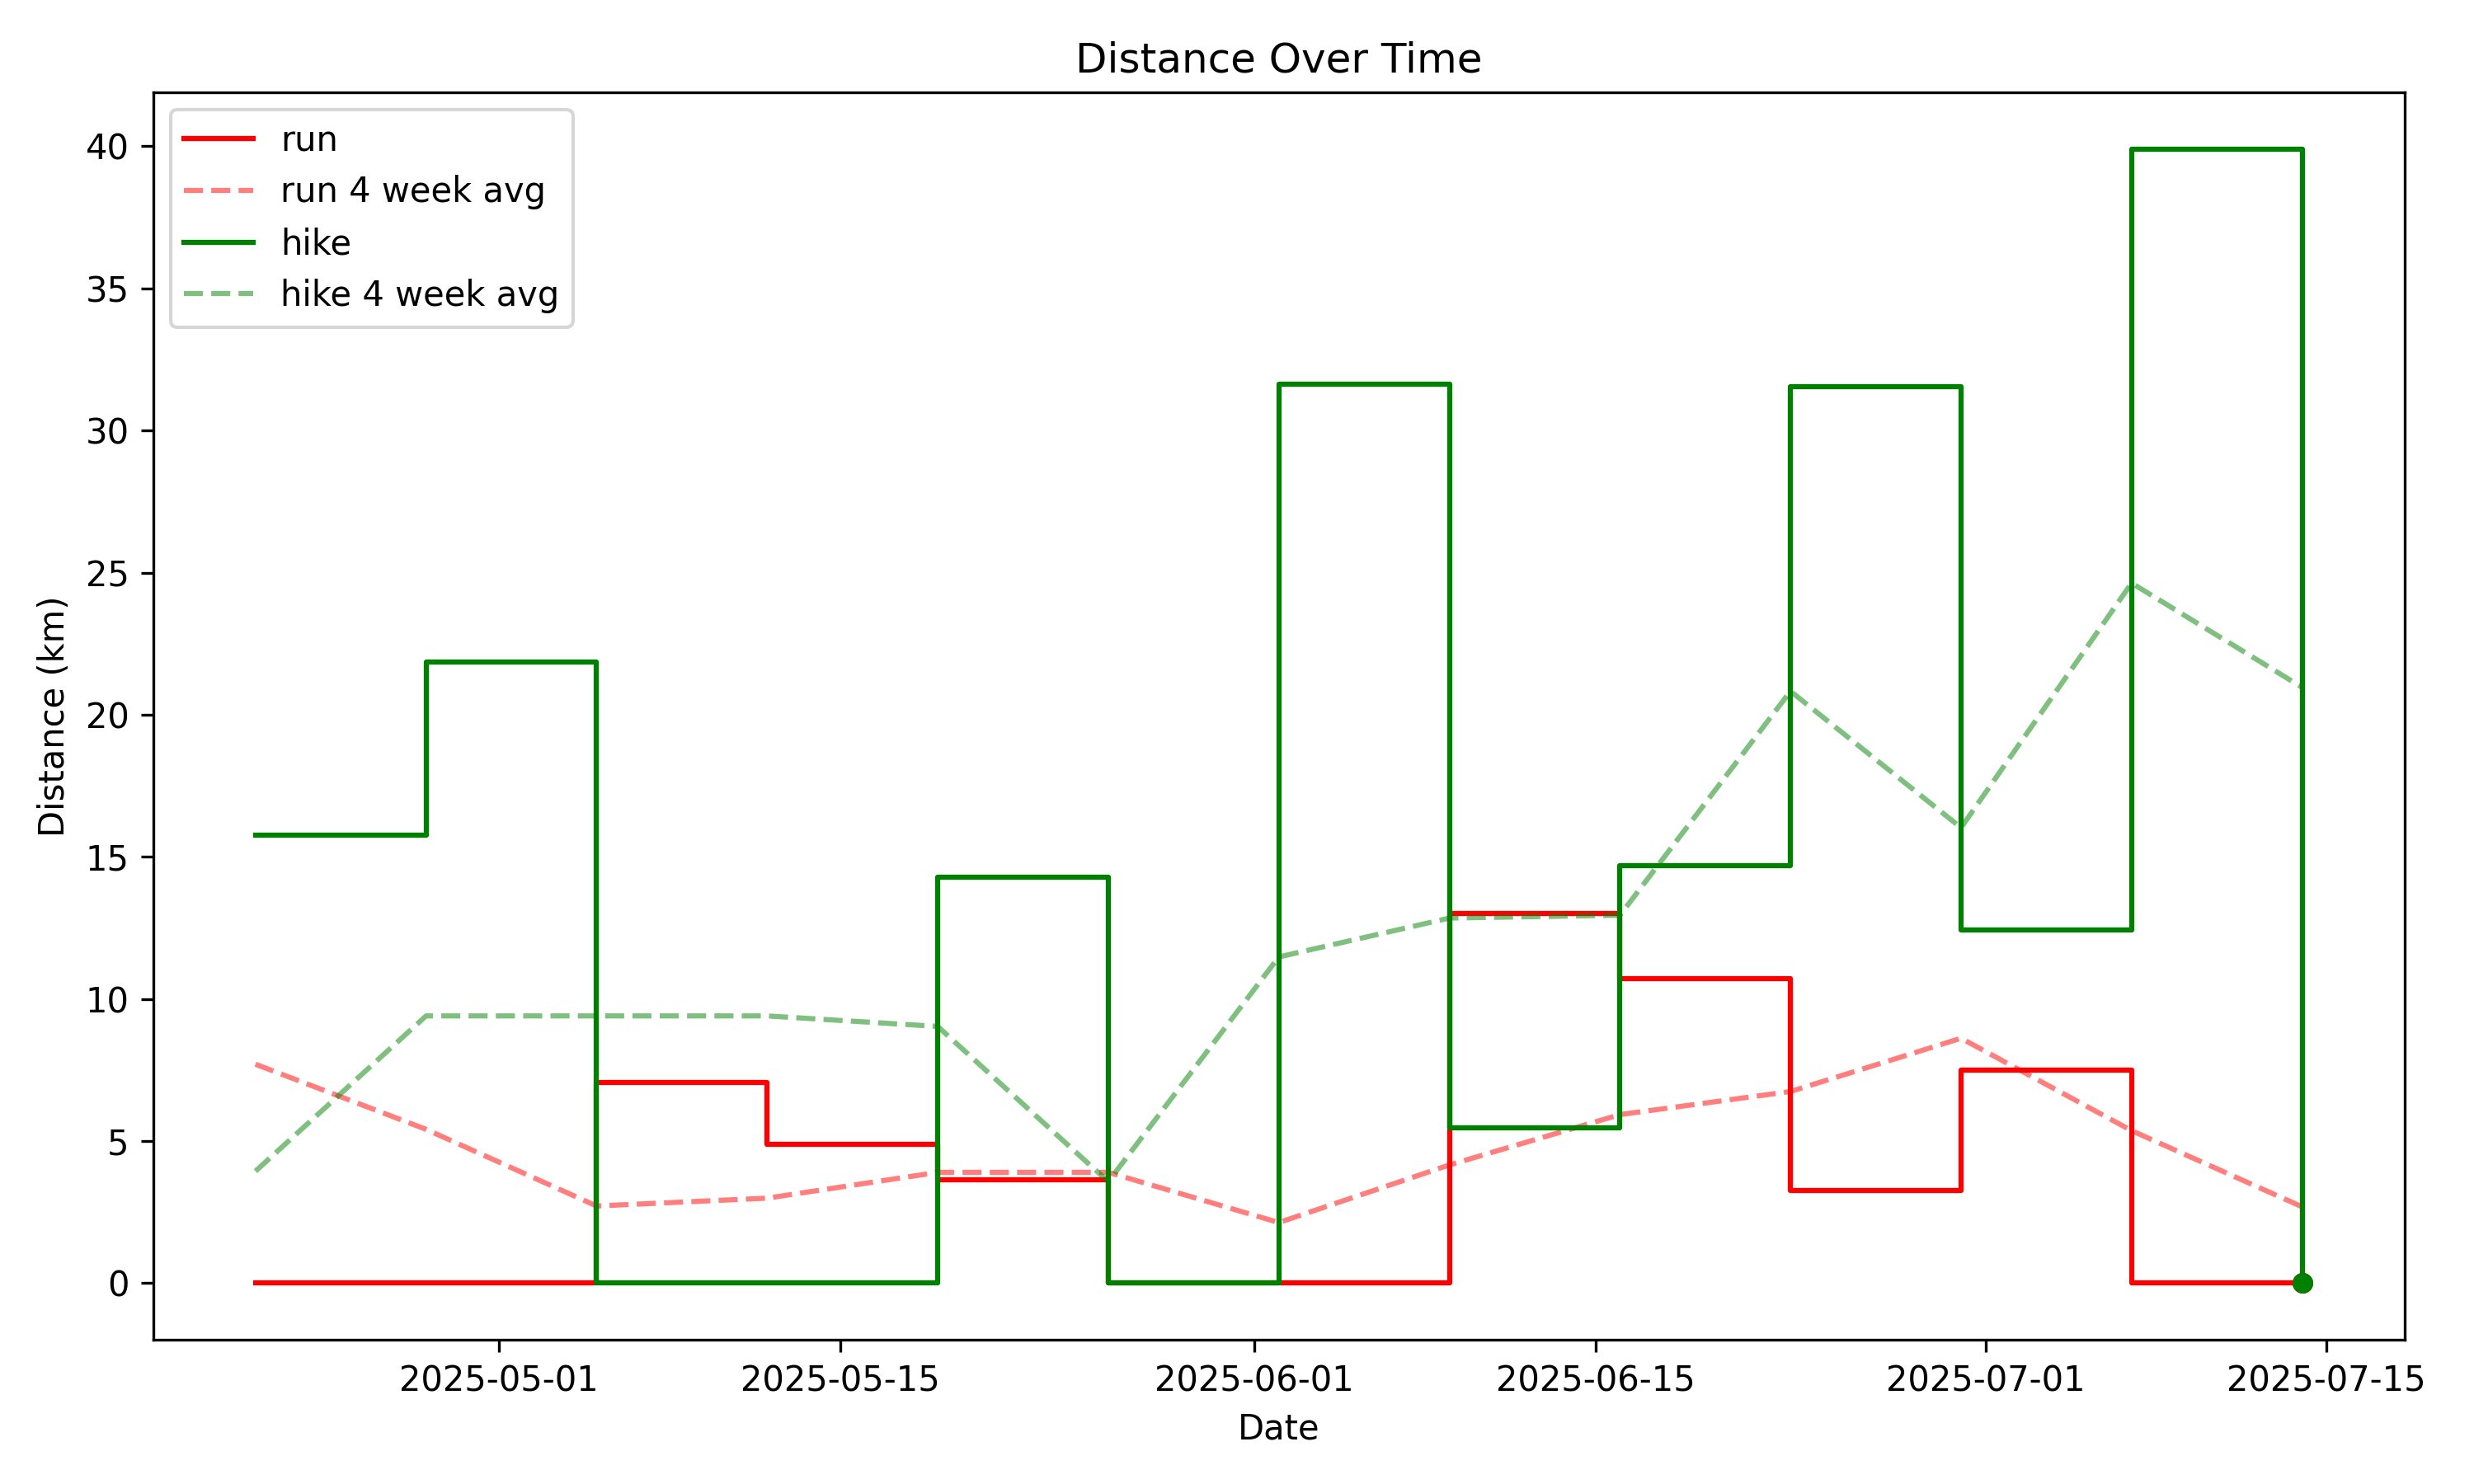 Distance Over Time
run
run 4 week avg
hike
hike 4 week avg
40
35
30
25
20
15
10
5
0
Distance (km)
2025-05-01 2025-05-15 2025-06-01 2025-06-15 2025-07-01 2025-07-15
Date